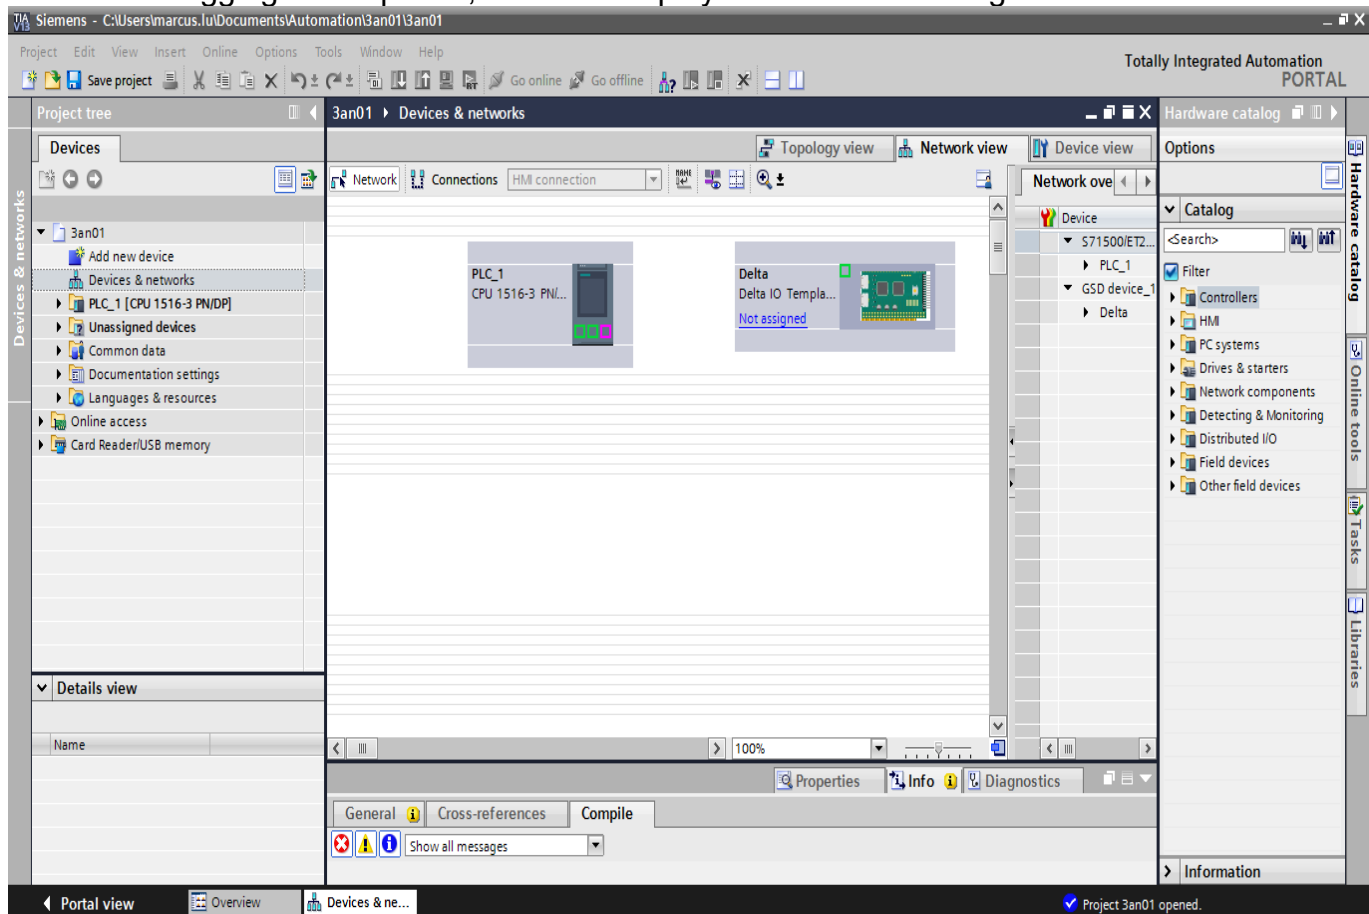 Siemens - C:\Users\marcus.lu\Documents\Automation\3an01\3an01
Project Edit View Insert Online Options Tools Window Help
Totally Integrated Automation
PORTAL
Save project
Go online
Go offline
Project tree
3an01 Devices & networks
Hardware catalog
Devices
Topology view
Network view
Device view
Options
Network
Connections
HMI connection
Network ove
Device
Catalog
3an01
Add new device
Devices & networks
PLC_1 [CPU 1516-3 PN/DP]
Unassigned devices
Common data
Documentation settings
Languages & resources
Online access
Card Reader/USB memory
PLC_1
CPU 1516-3 PN/...
Delta
Delta IO Templa...
Not assigned
S71500/ET2...
PLC_1
GSD device_1
Delta
<Search>
Filter
Controllers
HMI
PC systems
Drives & starters
Network components
Detecting & Monitoring
Distributed I/O
Field devices
Other field devices
Devices & networks
Hardware catalog
Online tools
Tasks
Libraries
Details view
Name
100%
Properties
Info
Diagnostics
General
Cross-references
Compile
Show all messages
Information
Portal view
Overview
Devices & ne...
Project 3an01 opened.